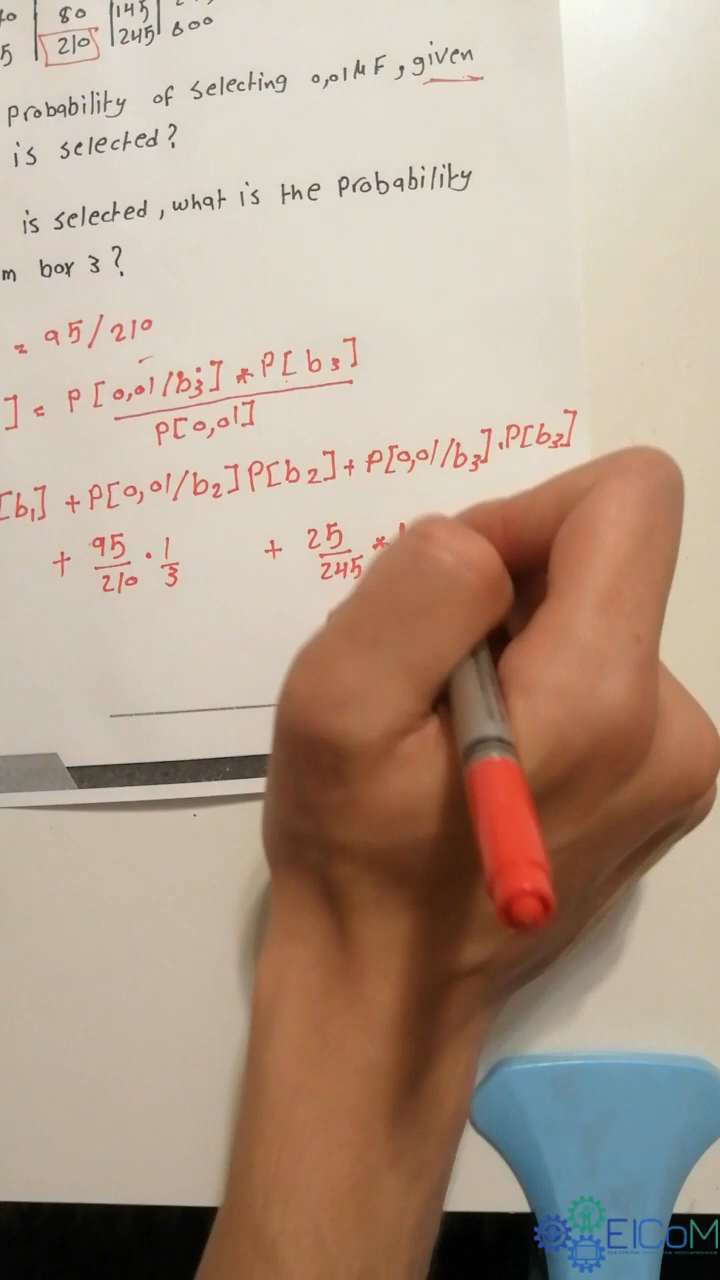 80 145
5 210 245 600
probability of selecting 0,01MF, given
is selected?
is selected, what is the probability
m box 3?
= 95/210
] = P[0,01/b3] * P[b3]
P[0,01]
[b1] + P[0,01/b2] P[b2] + P[0,01/b3] . P[b3]
+ 95/210 . 1/3 + 25/245 *
EICoM